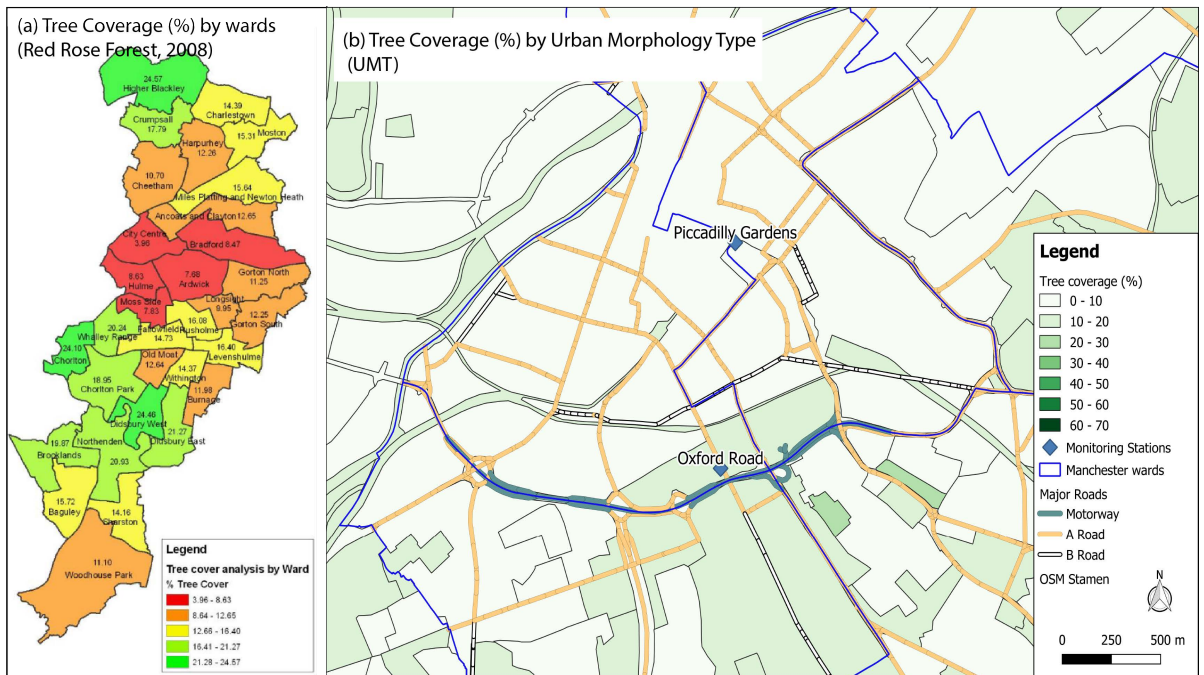 (a) Tree Coverage (%) by wards
(Red Rose Forest, 2008)
24.57
Higher Blackley
14.39
Charlestown
Crumpsall
17.79
15.31
Moston
Harpurhey
12.26
10.70
Cheetham
15.64
Miles Platting and Newton Heath
Ancoats and Clayton 12.65
City Centre
3.96
Bradford 8.47
8.63
Hulme
7.68
Ardwick
Gorton North
11.25
Moss Side
7.83
Longsight
9.95
12.25
Gorton South
20.24
Whalley Range
Fallowfield
14.73
16.08
Rusholme
24.10
Chorlton
Old Moat
12.64
16.40
Levenshulme
14.37
Withington
18.95
Chorlton Park
11.98
Burnage
24.46
Didsbury West
21.27
Didsbury East
19.87
Brooklands
Northenden
20.93
15.72
Baguley
14.16
Sharston
11.10
Woodhouse Park
Legend
Tree cover analysis by Ward
% Tree Cover
3.96 - 8.63
8.64 - 12.65
12.66 - 16.40
16.41 - 21.27
21.28 - 24.57
(b) Tree Coverage (%) by Urban Morphology Type
(UMT)
Piccadilly Gardens
Oxford Road
Legend
Tree coverage (%)
0 - 10
10 - 20
20 - 30
30 - 40
40 - 50
50 - 60
60 - 70
Monitoring Stations
Manchester wards
Major Roads
Motorway
A Road
B Road
OSM Stamen
N
0 250 500 m